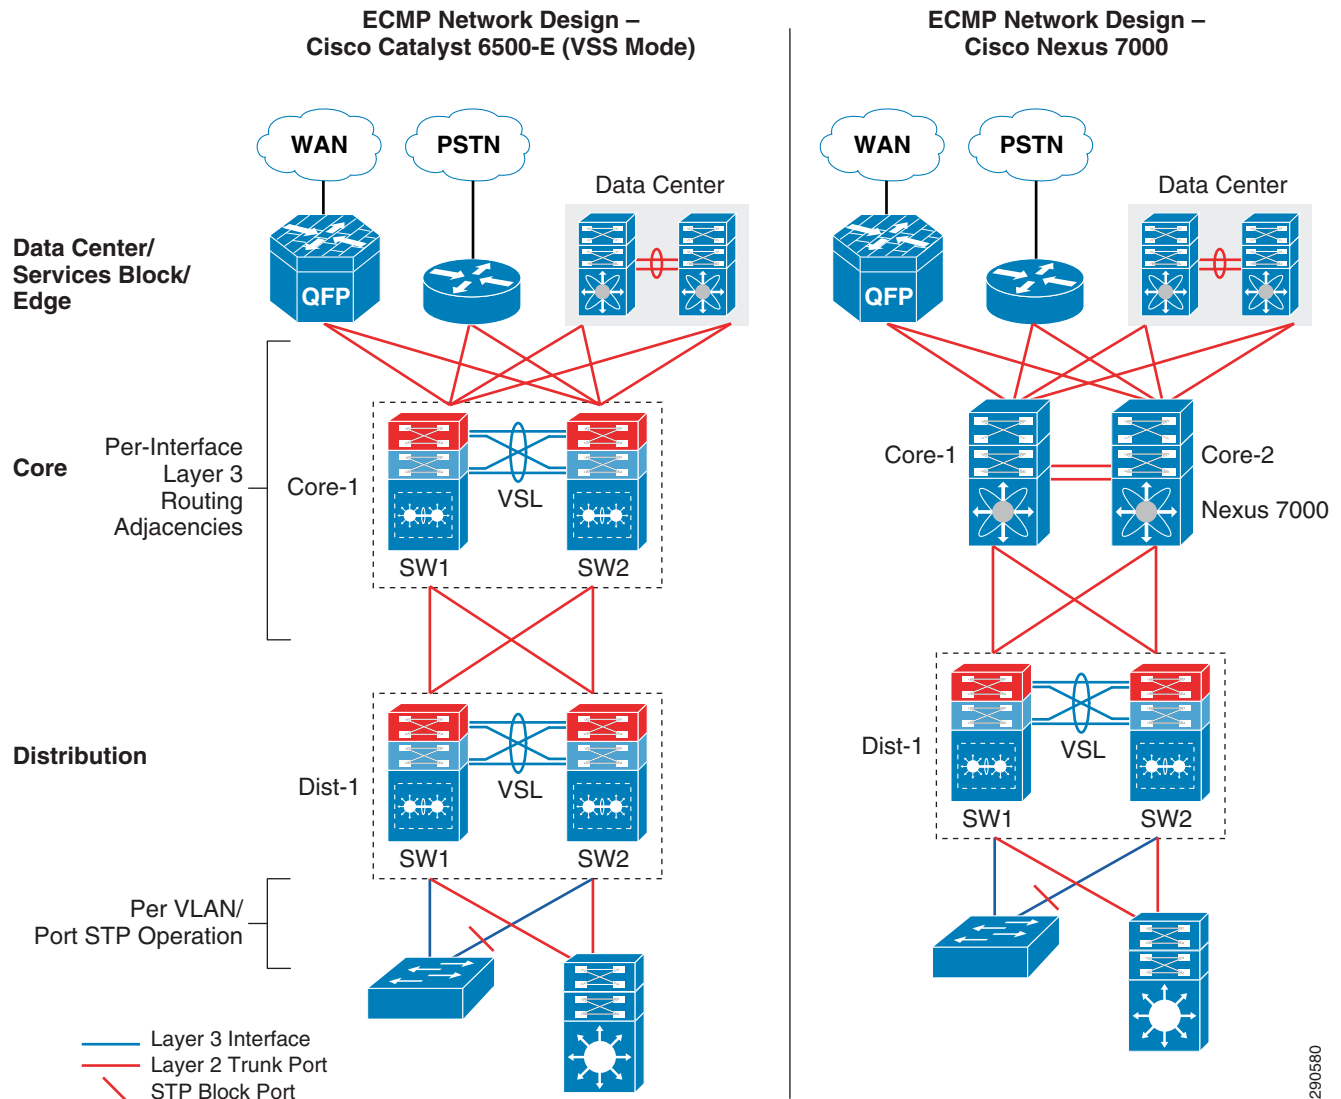 ECMP Network Design –
Cisco Catalyst 6500-E (VSS Mode)
ECMP Network Design –
Cisco Nexus 7000
WAN
PSTN
Data Center
WAN
PSTN
Data Center
Data Center/
Services Block/
Edge
QFP
QFP
Core
Per-Interface
Layer 3
Routing
Adjacencies
Core-1
VSL
SW1
SW2
Core-1
Core-2
Nexus 7000
Distribution
Dist-1
VSL
SW1
SW2
Dist-1
VSL
SW1
SW2
Per VLAN/
Port STP Operation
Layer 3 Interface
Layer 2 Trunk Port
STP Block Port
290580